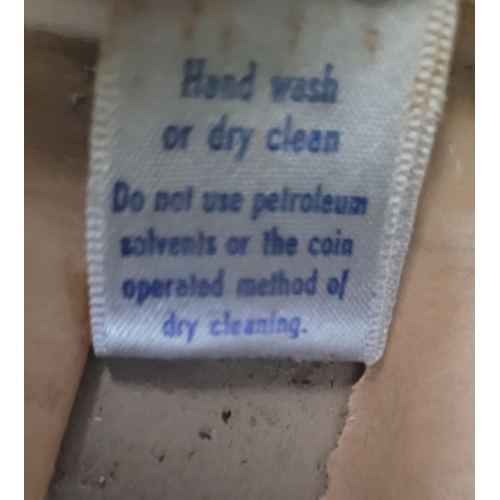 Hand wash
or dry clean
Do not use petroleum
solvents or the coin
operated method of
dry cleaning.